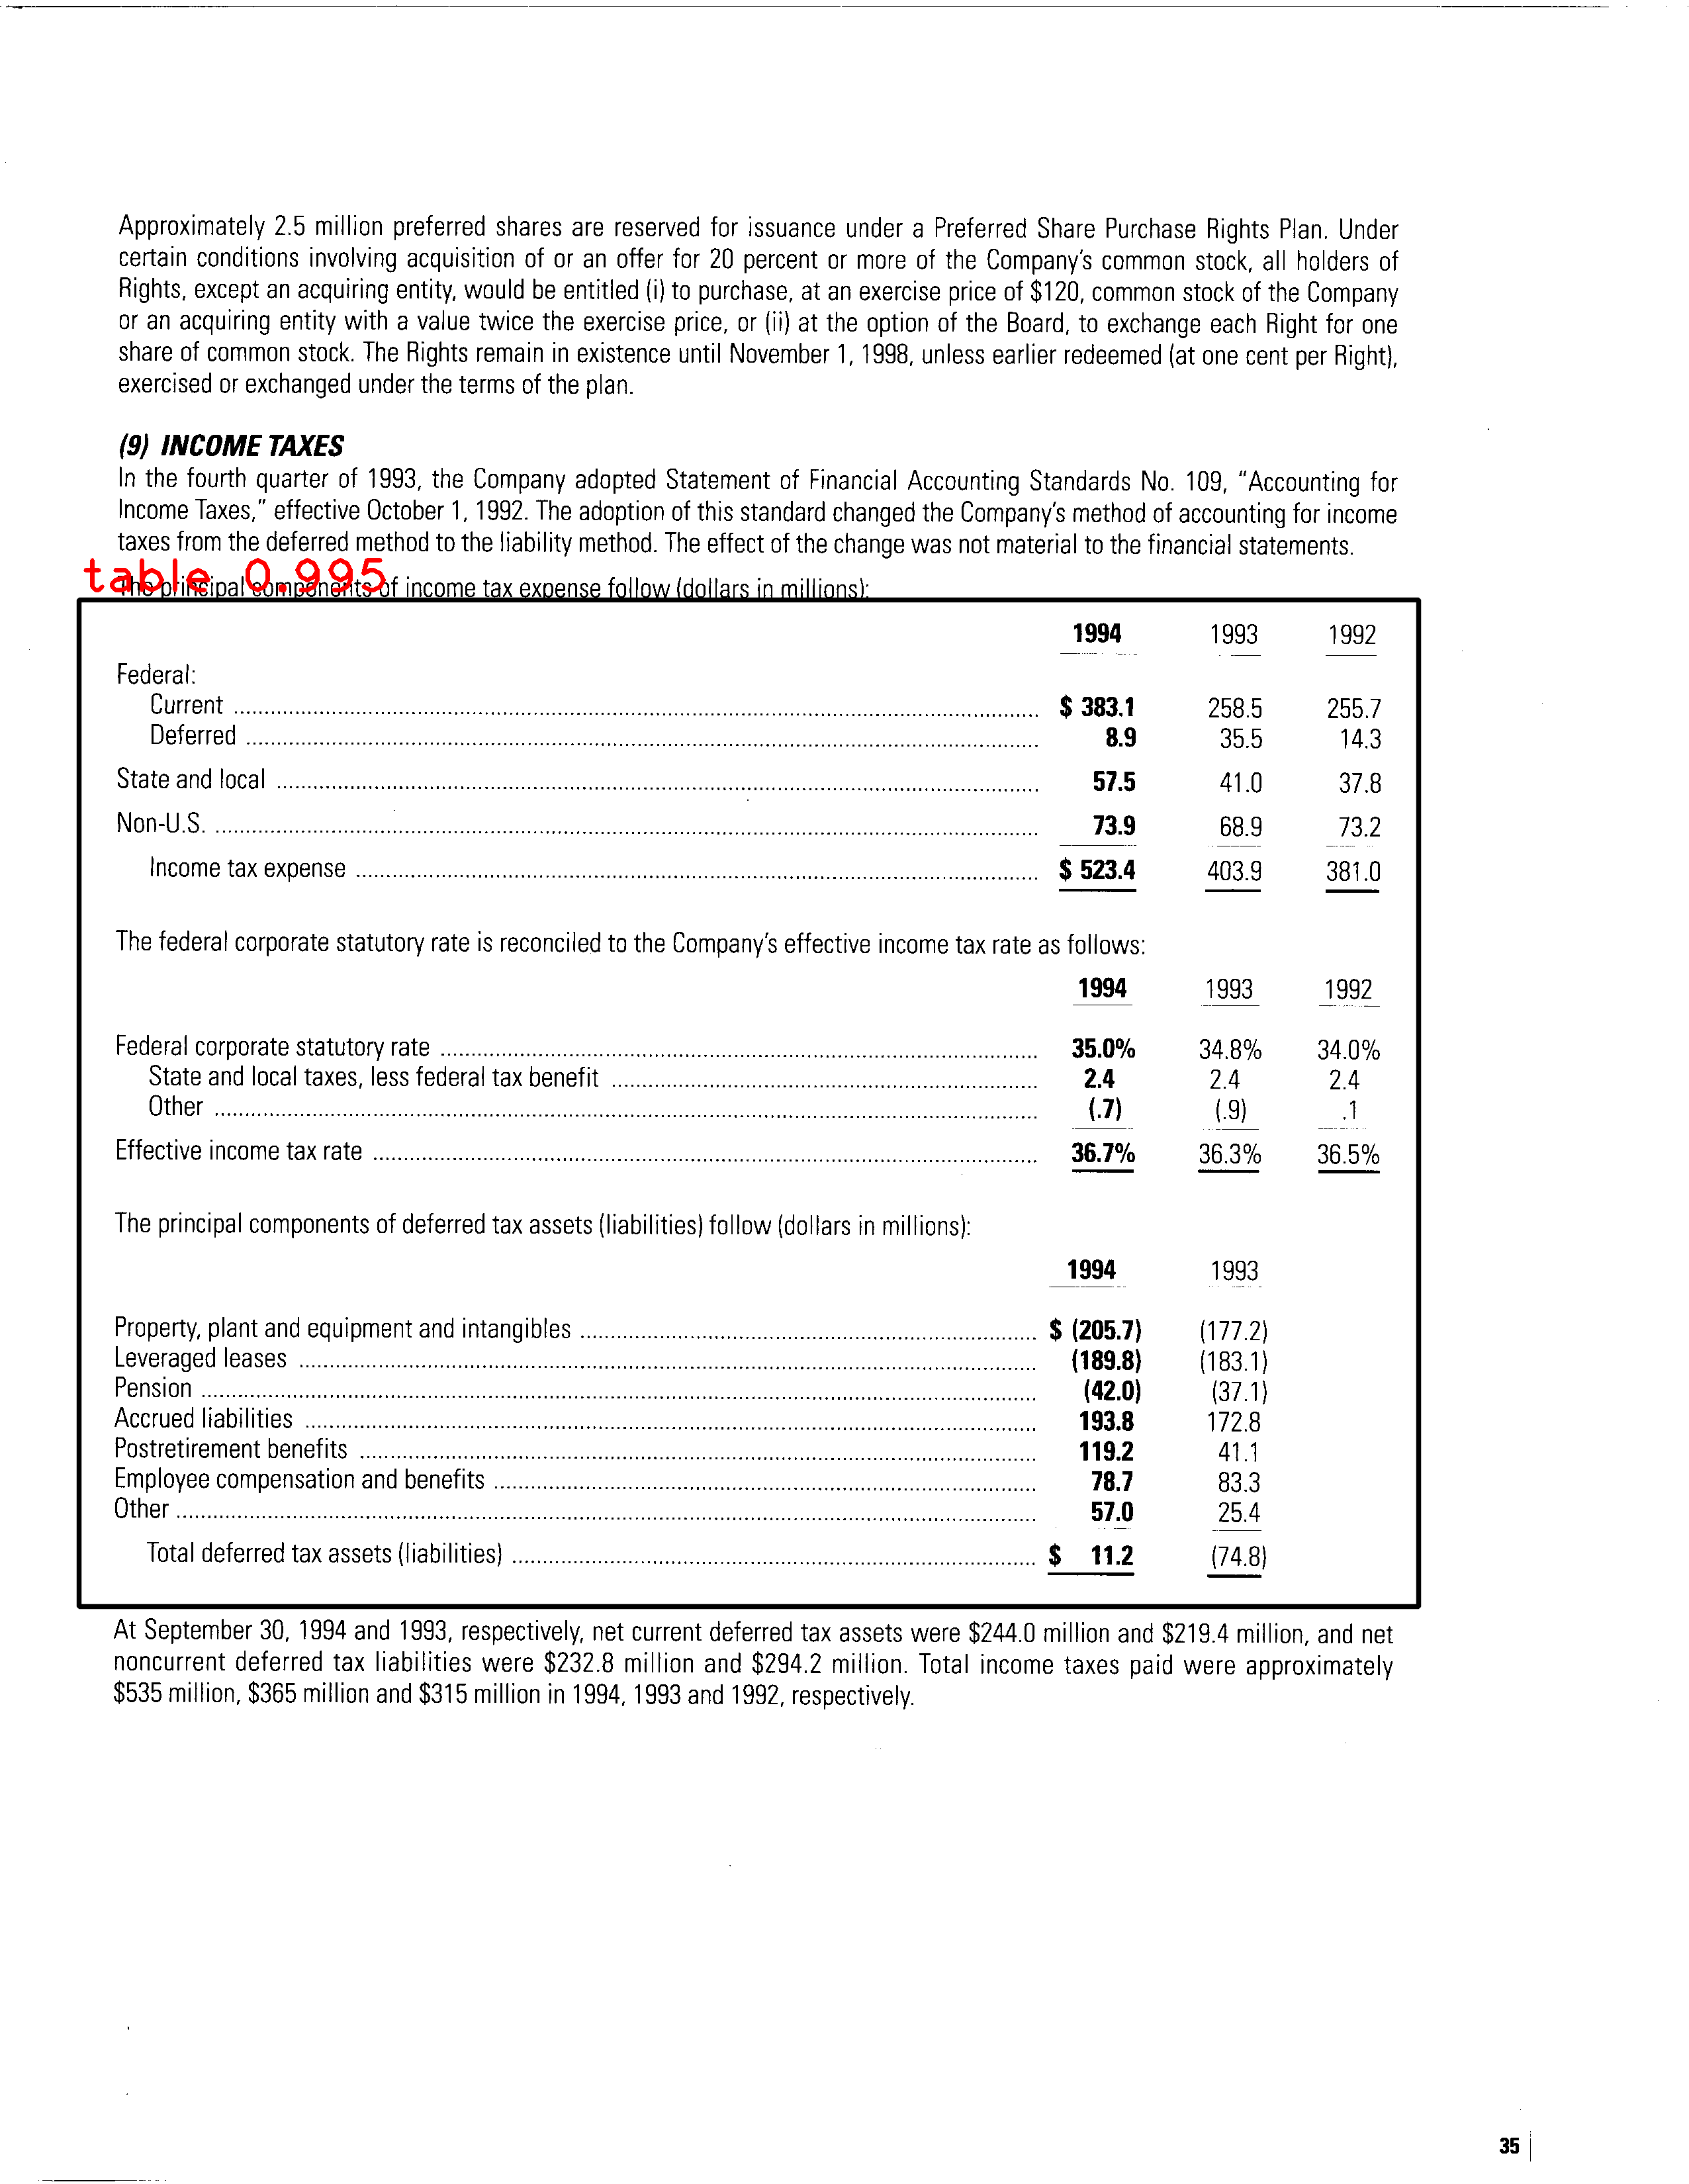 Approximately 2.5 million preferred shares are reserved for issuance under a Preferred Share Purchase Rights Plan. Under
certain conditions involving acquisition of or an offer for 20 percent or more of the Company's common stock, all holders of
Rights, except an acquiring entity, would be entitled (i) to purchase, at an exercise price of $120, common stock of the Company
or an acquiring entity with a value twice the exercise price, or (ii) at the option of the Board, to exchange each Right for one
share of common stock. The Rights remain in existence until November 1, 1998, unless earlier redeemed (at one cent per Right),
exercised or exchanged under the terms of the plan.
(9) INCOME TAXES
In the fourth quarter of 1993, the Company adopted Statement of Financial Accounting Standards No. 109, "Accounting for
Income Taxes," effective October 1, 1992. The adoption of this standard changed the Company's method of accounting for income
taxes from the deferred method to the liability method. The effect of the change was not material to the financial statements.
table 0.995
The principal components of income tax expense follow (dollars in millions):
1994 1993 1992
Federal:
Current $ 383.1 258.5 255.7
Deferred 8.9 35.5 14.3
State and local 57.5 41.0 37.8
Non-U.S. 73.9 68.9 73.2
Income tax expense $ 523.4 403.9 381.0
The federal corporate statutory rate is reconciled to the Company's effective income tax rate as follows:
1994 1993 1992
Federal corporate statutory rate 35.0% 34.8% 34.0%
State and local taxes, less federal tax benefit 2.4 2.4 2.4
Other (.7) (.9) .1
Effective income tax rate 36.7% 36.3% 36.5%
The principal components of deferred tax assets (liabilities) follow (dollars in millions):
1994 1993
Property, plant and equipment and intangibles $ (205.7) (177.2)
Leveraged leases (189.8) (183.1)
Pension (42.0) (37.1)
Accrued liabilities 193.8 172.8
Postretirement benefits 119.2 41.1
Employee compensation and benefits 78.7 83.3
Other 57.0 25.4
Total deferred tax assets (liabilities) $ 11.2 (74.8)
At September 30, 1994 and 1993, respectively, net current deferred tax assets were $244.0 million and $219.4 million, and net
noncurrent deferred tax liabilities were $232.8 million and $294.2 million. Total income taxes paid were approximately
$535 million, $365 million and $315 million in 1994, 1993 and 1992, respectively.
35